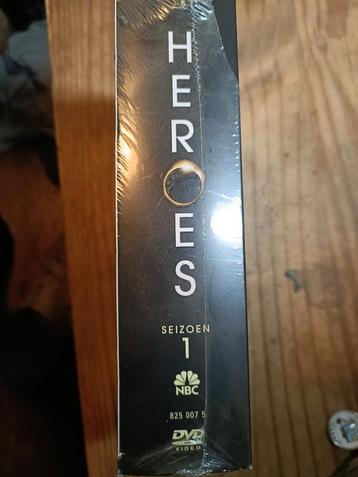 HEROES
SEIZOEN
1
NBC
825 007 5
DVD
VIDEO